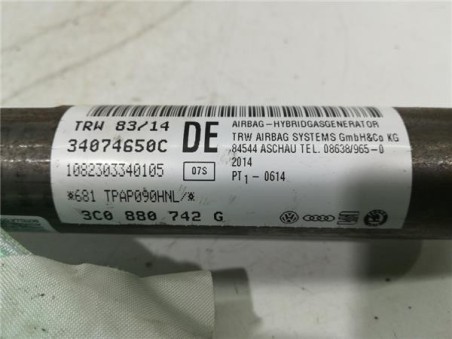 TRW 83/14
34074650C
DE
AIRBAG-HYBRIDGASGENERATOR
TRW AIRBAG SYSTEMS GmbH&Co KG
84544 ASCHAU TEL. 08638/965-0
2014
1082303340105
07S
PT1-0614
*681 TPAP090HNL/*
3C0 880 742 G